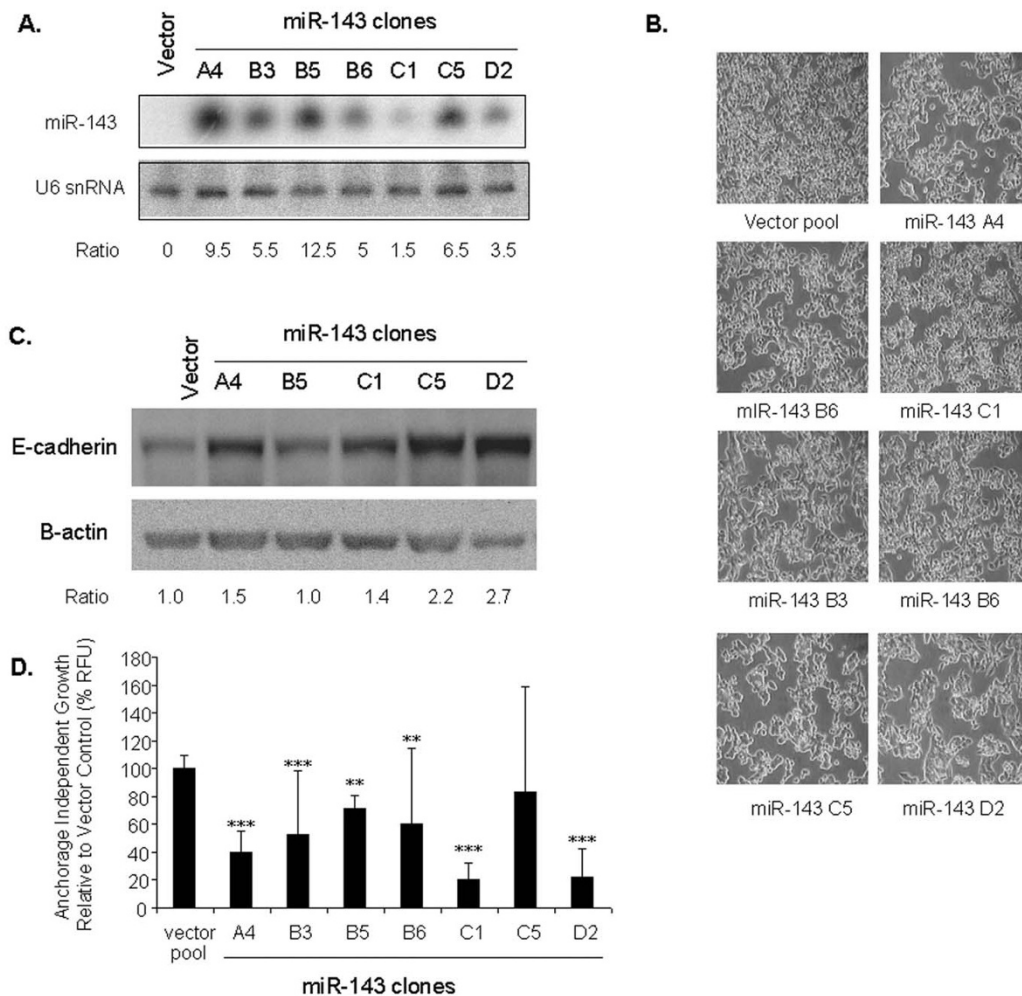 A.
miR-143 clones
Vector
A4 B3 B5 B6 C1 C5 D2
miR-143
U6 snRNA
Ratio 0 9.5 5.5 12.5 5 1.5 6.5 3.5
B.
Vector pool miR-143 A4
mIR-143 B6 miR-143 C1
miR-143 B3 miR-143 B6
miR-143 C5 miR-143 D2
C.
miR-143 clones
Vector
A4 B5 C1 C5 D2
E-cadherin
B-actin
Ratio 1.0 1.5 1.0 1.4 2.2 2.7
D.
Anchorage Independent Growth
Relative to Vector Control (% RFU)
180
160
140
120
100
80
60
40
20
0
*** *** ** ** *** ***
vector pool A4 B3 B5 B6 C1 C5 D2
miR-143 clones